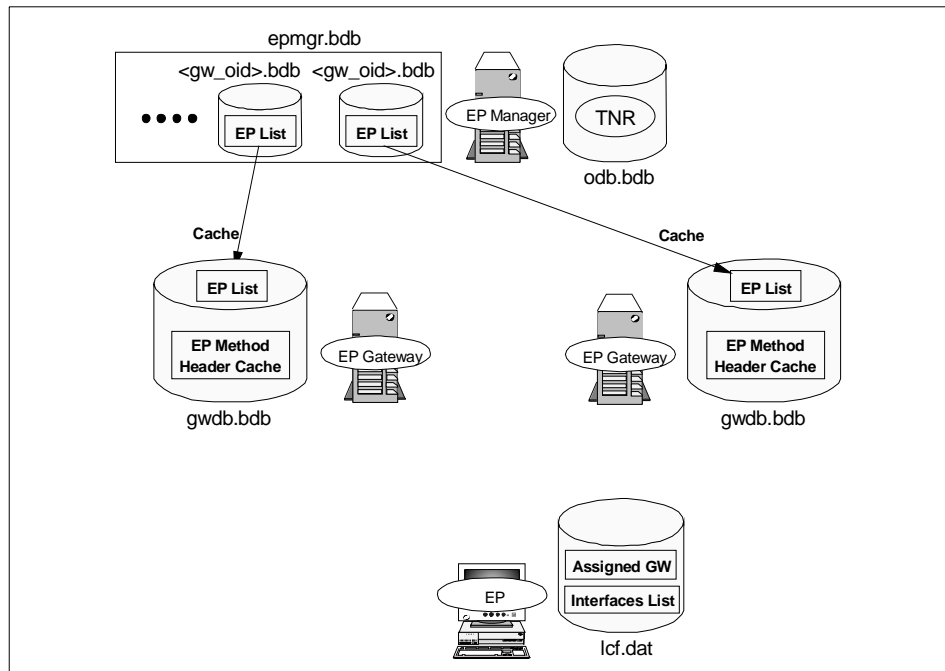 epmgr.bdb
<gw_oid>.bdb <gw_oid>.bdb
EP List
EP List
EP Manager
TNR
odb.bdb
Cache
Cache
EP List
EP Method
Header Cache
gwdb.bdb
EP Gateway
EP Gateway
EP List
EP Method
Header Cache
gwdb.bdb
EP
Assigned GW
Interfaces List
lcf.dat